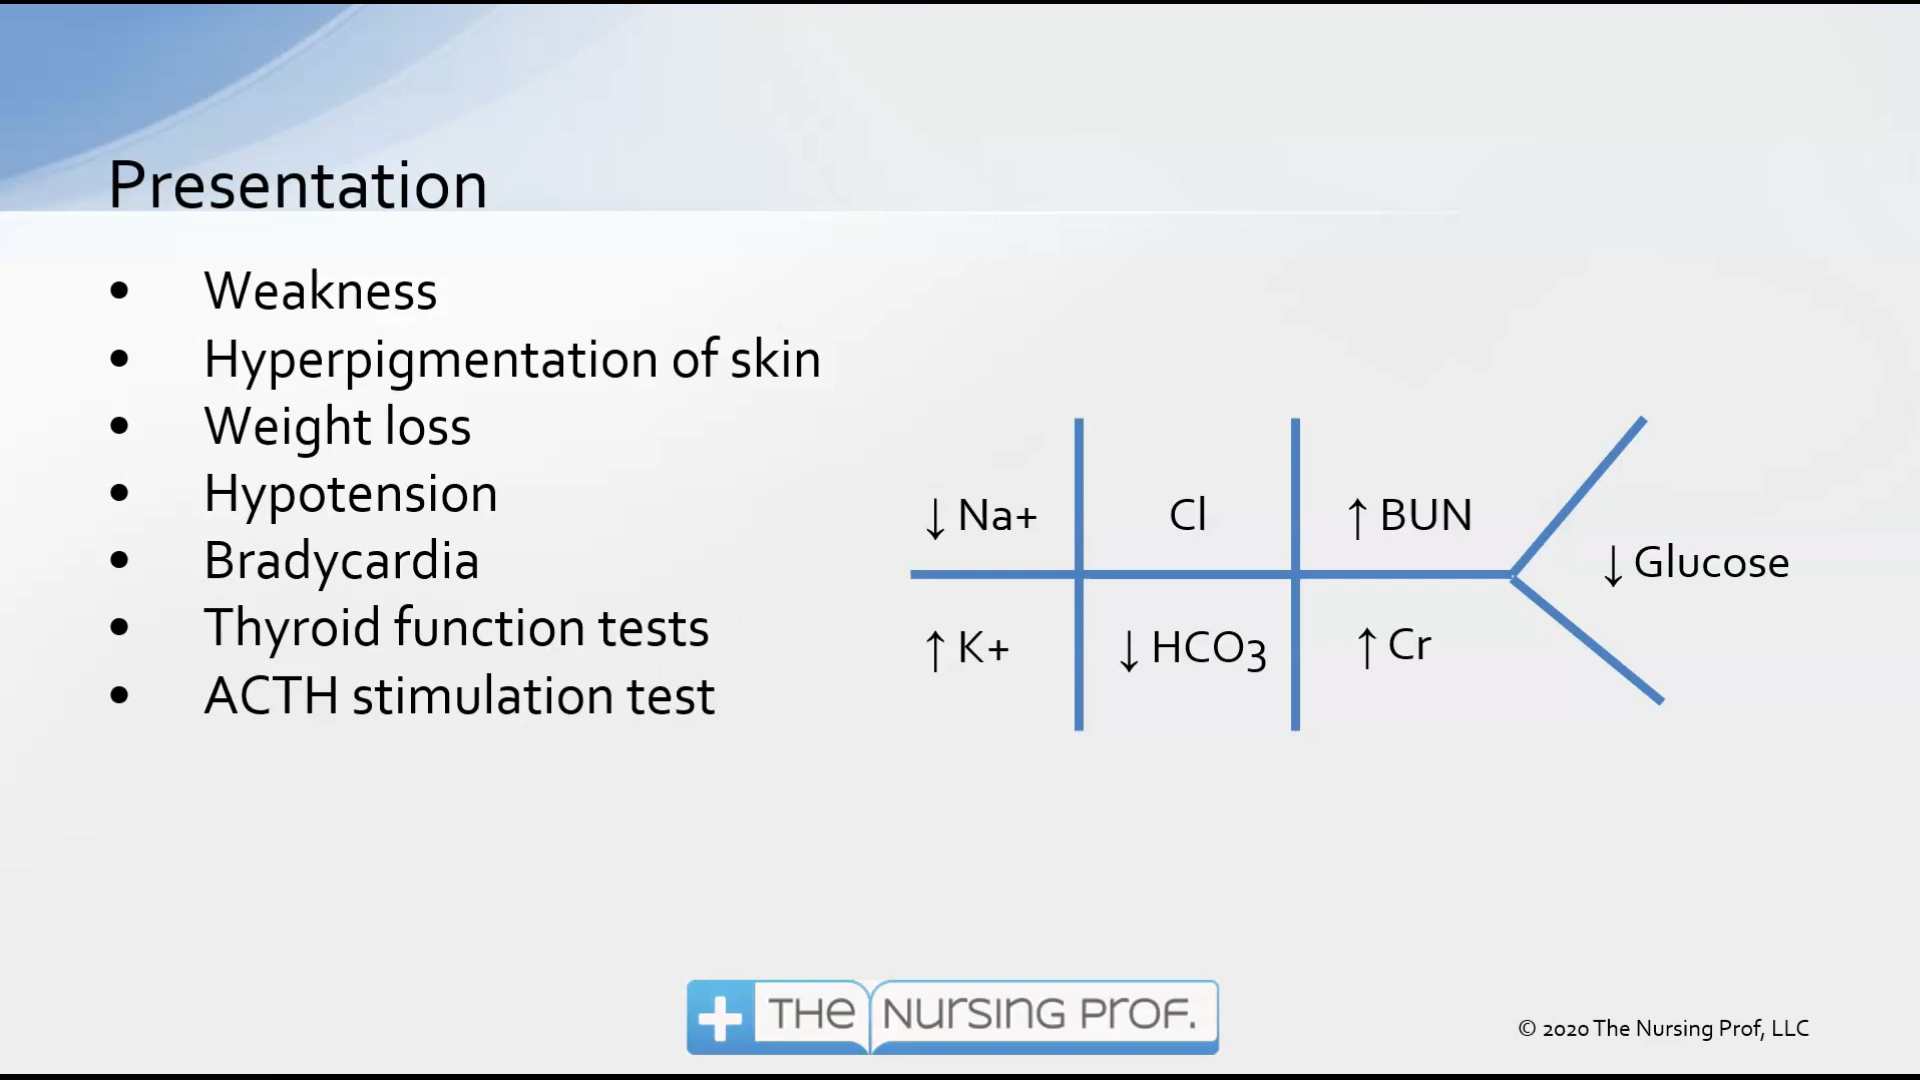 Presentation
• Weakness
• Hyperpigmentation of skin
• Weight loss
• Hypotension
• Bradycardia
• Thyroid function tests
• ACTH stimulation test
↓ Na+ Cl ↑ BUN
↓ Glucose
↑ K+ ↓ HCO3 ↑ Cr
THE NURSING PROF.
© 2020 The Nursing Prof, LLC